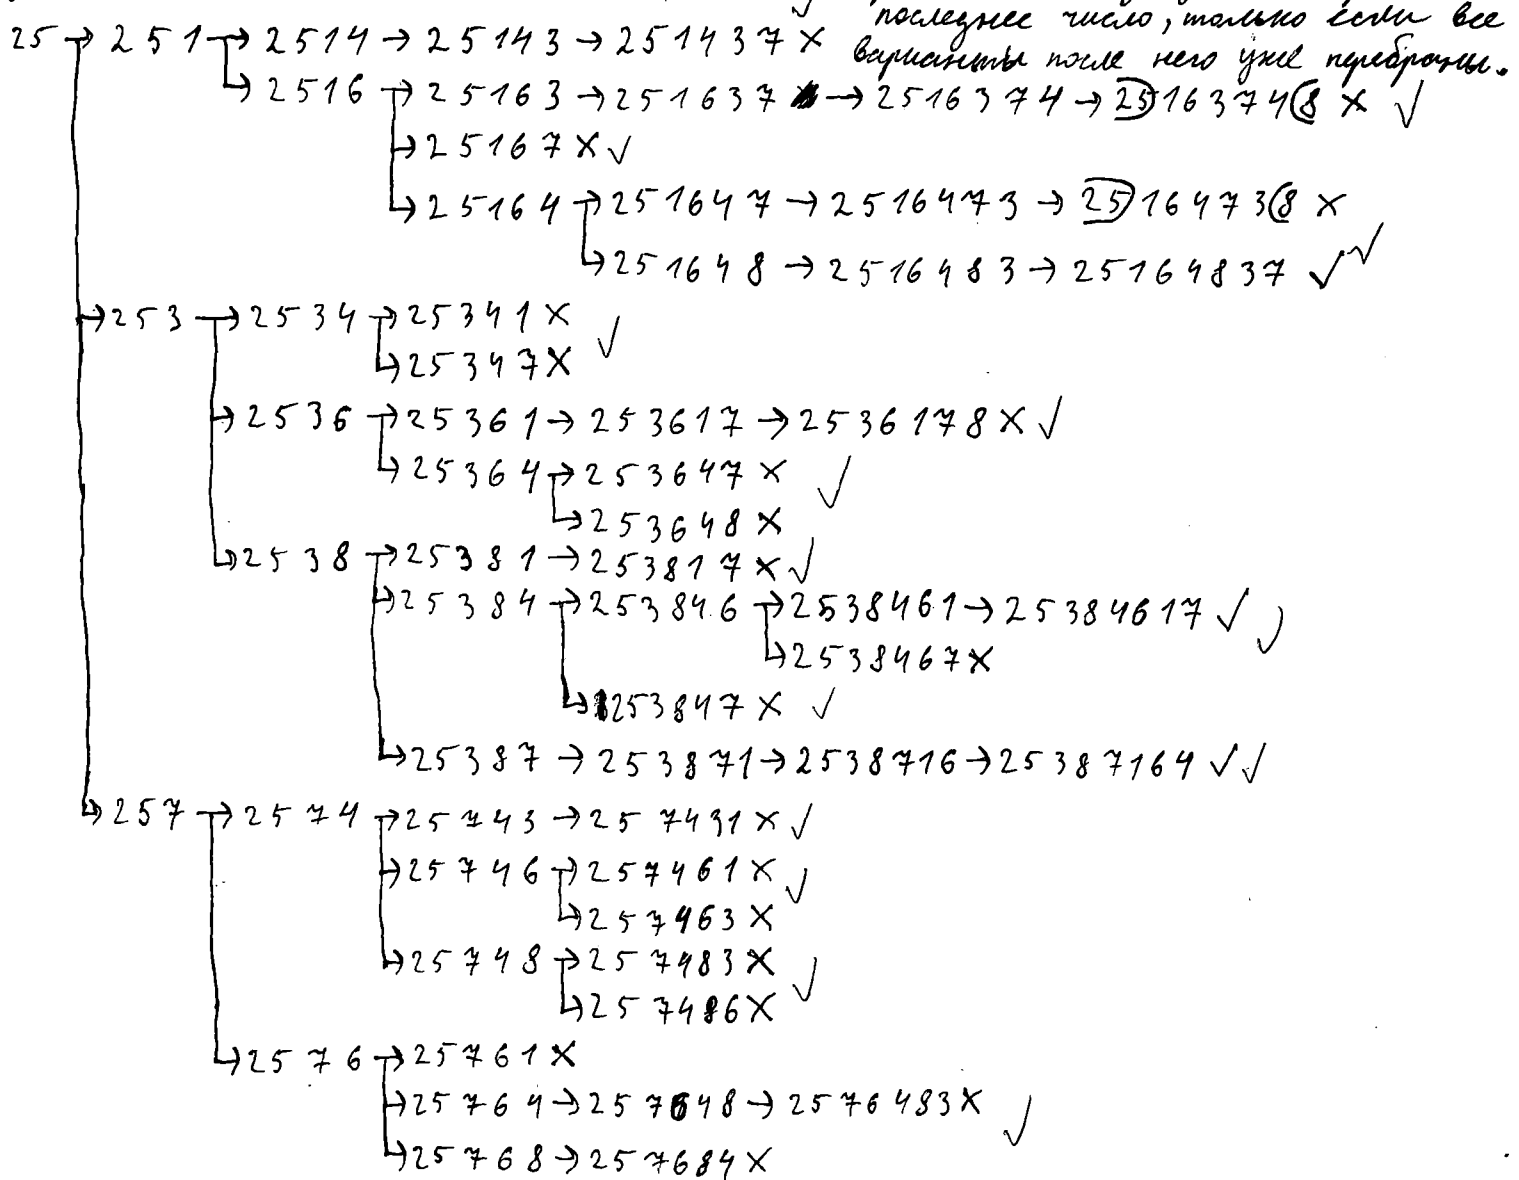 последнее число, только если все
25 → 251 → 2514 → 25143 → 251437 × варианты после него уже перебраны.
→ 2516 → 25163 → 251637 → 2516374 → 25163748 × ✓
→ 25167 × ✓
→ 25164 → 251647 → 2516473 → 25164738 ×
→ 251648 → 2516483 → 25164837 ✓ ✓
→ 253 → 2534 → 25341 ×
→ 25347 × ✓
→ 2536 → 25361 → 253617 → 2536178 × ✓
→ 25364 → 253647 × ✓
→ 253648 ×
→ 2538 → 25381 → 253817 × ✓
→ 25384 → 253846 → 2538461 → 25384617 ✓ ✓
→ 2538467 ×
→ 253847 × ✓
→ 25387 → 253871 → 2538716 → 25387164 ✓ ✓
→ 257 → 2574 → 25743 → 257431 × ✓
→ 25746 → 257461 × ✓
→ 257463 ×
→ 25748 → 257483 × ✓
→ 257486 ×
→ 2576 → 25761 ×
→ 25764 → 257648 → 2576483 × ✓
→ 25768 → 257684 ×